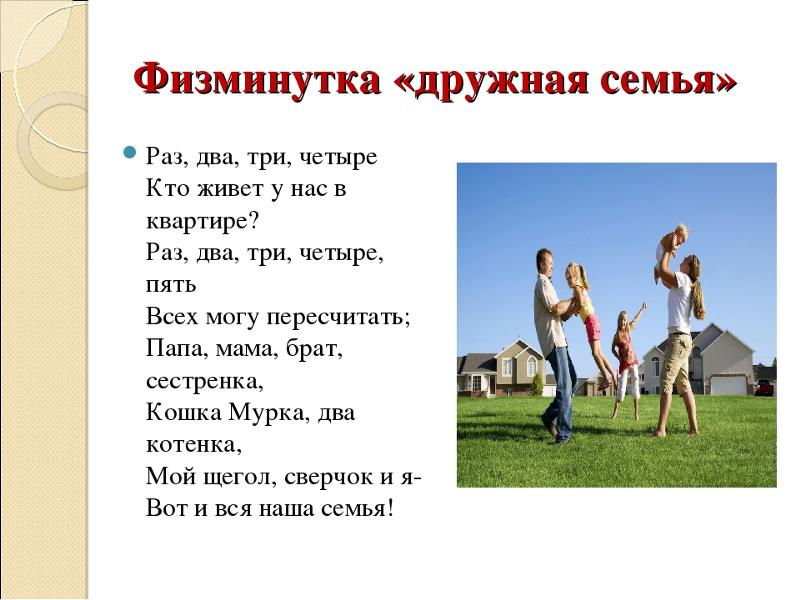 Физминутка «дружная семья»
Раз, два, три, четыре
Кто живет у нас в
квартире?
Раз, два, три, четыре,
пять
Всех могу пересчитать;
Папа, мама, брат,
сестренка,
Кошка Мурка, два
котенка,
Мой щегол, сверчок и я-
Вот и вся наша семья!